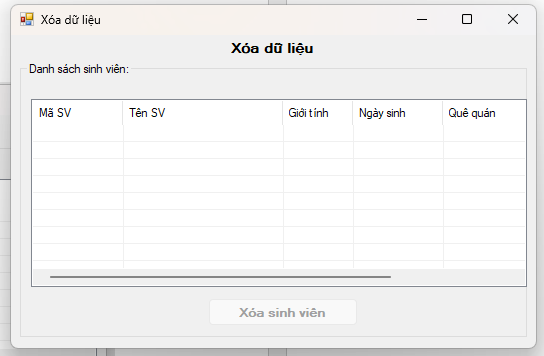 Xóa dữ liệu
Xóa dữ liệu
Danh sách sinh viên:
Mã SV Tên SV Giới tính Ngày sinh Quê quán
Xóa sinh viên